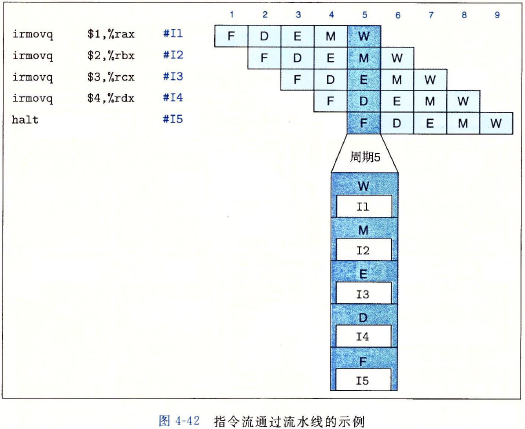 1 2 3 4 5 6 7 8 9
irmovq $1,%rax #I1 F D E M W
irmovq $2,%rbx #I2 F D E M W
irmovq $3,%rcx #I3 F D E M W
irmovq $4,%rdx #I4 F D E M W
halt #I5 F D E M W
周期5
W
I1
M
I2
E
I3
D
I4
F
I5
图 4-42 指令流通过流水线的示例